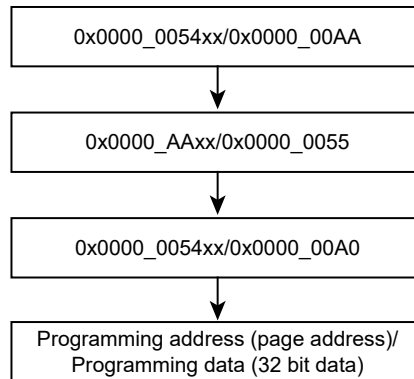 0x0000_0054xx/0x0000_00AA
0x0000_AAxx/0x0000_0055
0x0000_0054xx/0x0000_00A0
Programming address (page address)/
Programming data (32 bit data)